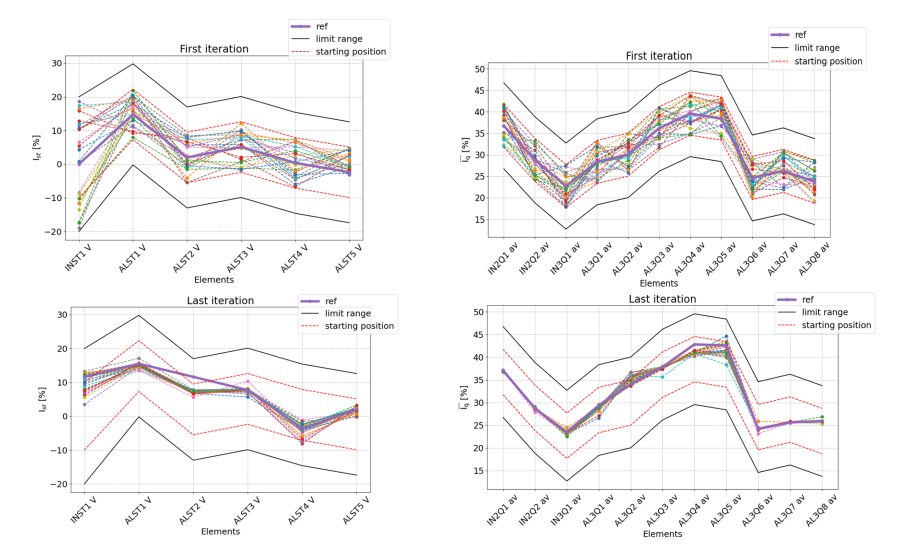 ref
limit range
starting position
First iteration
I_st [%]
30
20
10
0
−10
−20
INST1 V
ALST1 V
ALST2 V
ALST3 V
ALST4 V
ALST5 V
Elements
ref
limit range
starting position
First iteration
I_q [%]
50
45
40
35
30
25
20
15
IN2Q1 av
IN2Q2 av
IN3Q1 av
AL3Q1 av
AL3Q2 av
AL3Q3 av
AL3Q4 av
AL3Q5 av
AL3Q6 av
AL3Q7 av
AL3Q8 av
Elements
ref
limit range
starting position
Last iteration
I_st [%]
30
20
10
0
−10
−20
INST1 V
ALST1 V
ALST2 V
ALST3 V
ALST4 V
ALST5 V
Elements
ref
limit range
starting position
Last iteration
I_q [%]
50
45
40
35
30
25
20
15
IN2Q1 av
IN2Q2 av
IN3Q1 av
AL3Q1 av
AL3Q2 av
AL3Q3 av
AL3Q4 av
AL3Q5 av
AL3Q6 av
AL3Q7 av
AL3Q8 av
Elements